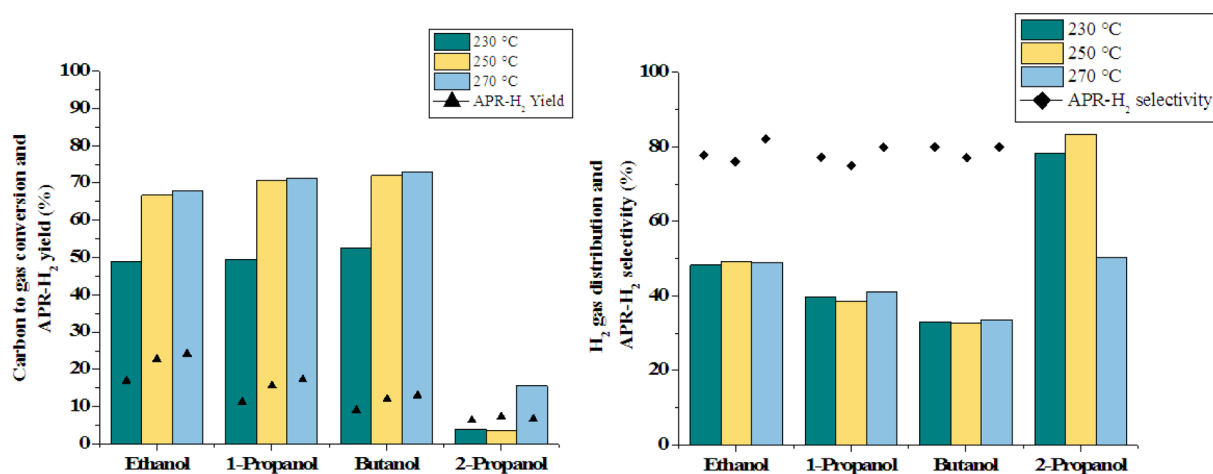 230 °C
250 °C
270 °C
APR-H2 Yield
Carbon to gas conversion and
APR-H2 yield (%)
100
90
80
70
60
50
40
30
20
10
0
Ethanol 1-Propanol Butanol 2-Propanol
230 °C
250 °C
270 °C
APR-H2 selectivity
H2 gas distribution and
APR-H2 selectivity (%)
100
80
60
40
20
0
Ethanol 1-Propanol Butanol 2-Propanol